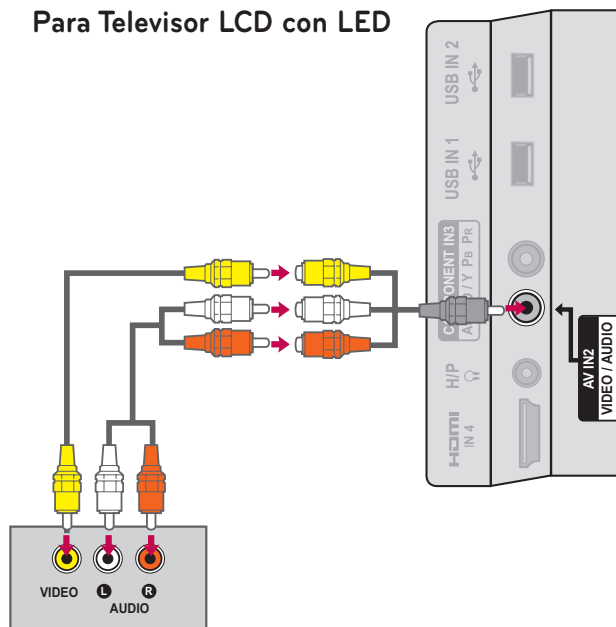 Para Televisor LCD con LED
USB IN 2
USB IN 1
COMPONENT IN3
/ Y PB PR
H/P
HDMI
IN 4
AV IN2
VIDEO / AUDIO
VIDEO
L
R
AUDIO